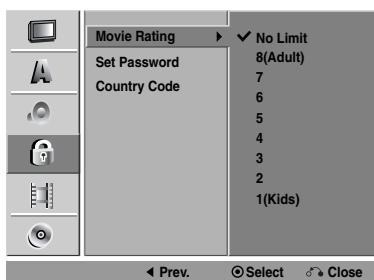 Movie Rating
Set Password
Country Code
No Limit
8(Adult)
7
6
5
4
3
2
1(Kids)
Prev. Select Close